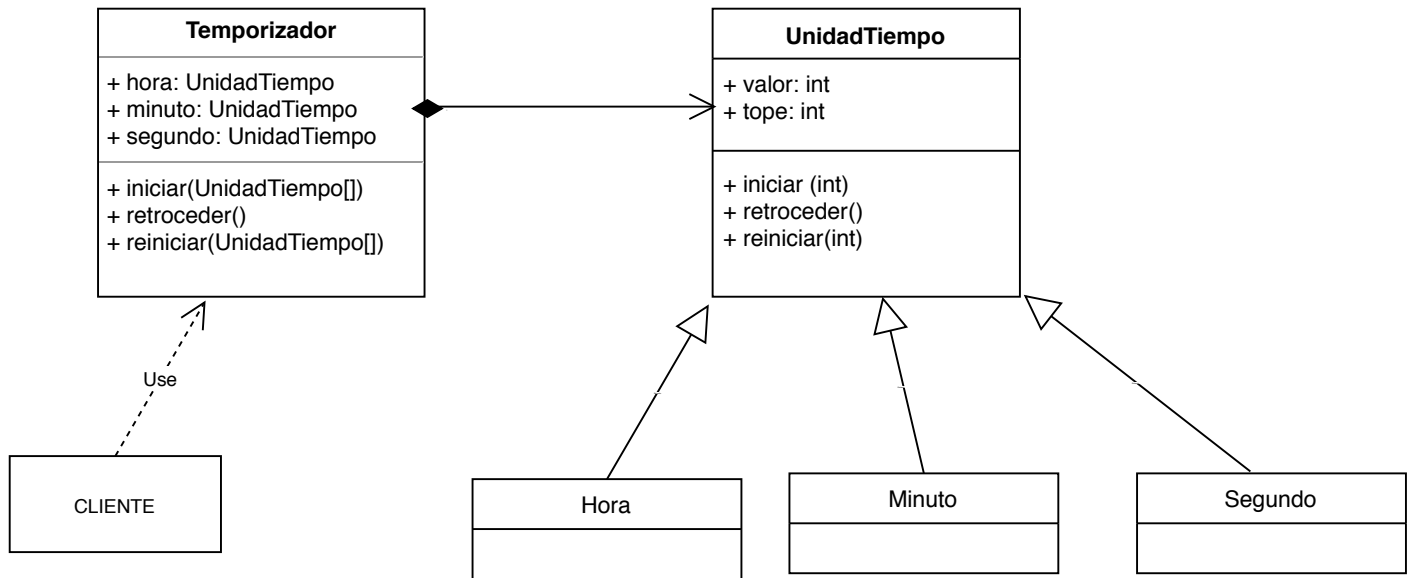 Temporizador
+ hora: UnidadTiempo
+ minuto: UnidadTiempo
+ segundo: UnidadTiempo
+ iniciar(UnidadTiempo[])
+ retroceder()
+ reiniciar(UnidadTiempo[])
UnidadTiempo
+ valor: int
+ tope: int
+ iniciar (int)
+ retroceder()
+ reiniciar(int)
Use
CLIENTE
Hora
Minuto
Segundo